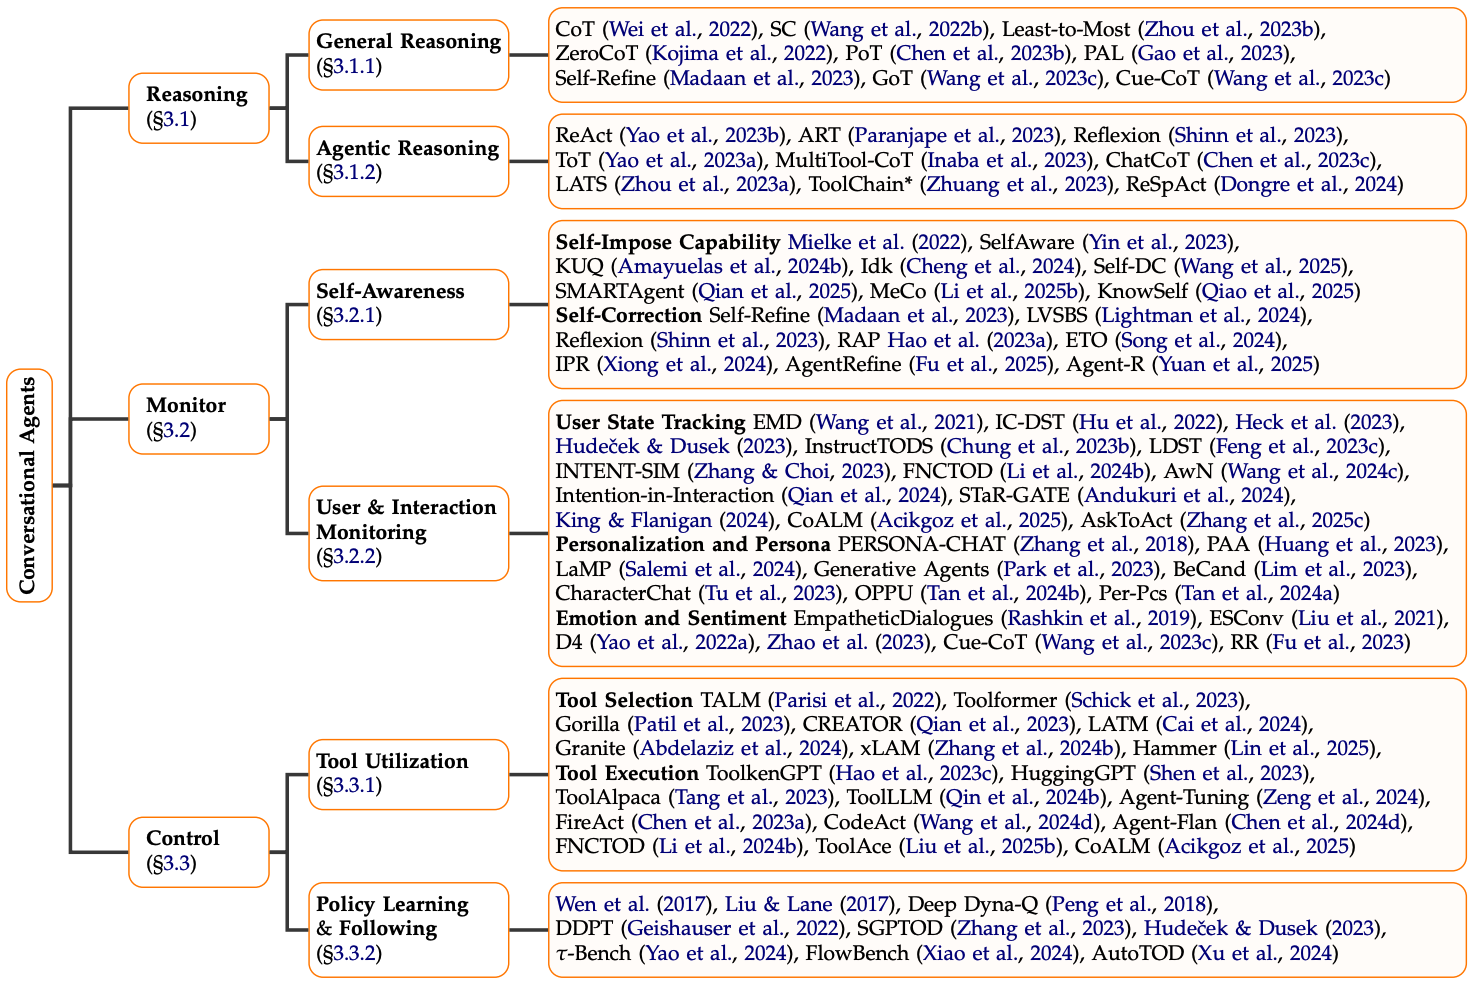 Conversational Agents
Reasoning
(§3.1)
General Reasoning
(§3.1.1)
CoT (Wei et al., 2022), SC (Wang et al., 2022b), Least-to-Most (Zhou et al., 2023b),
ZeroCoT (Kojima et al., 2022), PoT (Chen et al., 2023b), PAL (Gao et al., 2023),
Self-Refine (Madaan et al., 2023), GoT (Wang et al., 2023c), Cue-CoT (Wang et al., 2023c)
Agentic Reasoning
(§3.1.2)
ReAct (Yao et al., 2023b), ART (Paranjape et al., 2023), Reflexion (Shinn et al., 2023),
ToT (Yao et al., 2023a), MultiTool-CoT (Inaba et al., 2023), ChatCoT (Chen et al., 2023c),
LATS (Zhou et al., 2023a), ToolChain* (Zhuang et al., 2023), ReSpAct (Dongre et al., 2024)
Monitor
(§3.2)
Self-Awareness
(§3.2.1)
Self-Impose Capability Mielke et al. (2022), SelfAware (Yin et al., 2023),
KUQ (Amayuelas et al., 2024b), Idk (Cheng et al., 2024), Self-DC (Wang et al., 2025),
SMARTAgent (Qian et al., 2025), MeCo (Li et al., 2025b), KnowSelf (Qiao et al., 2025)
Self-Correction Self-Refine (Madaan et al., 2023), LVSBS (Lightman et al., 2024),
Reflexion (Shinn et al., 2023), RAP Hao et al. (2023a), ETO (Song et al., 2024),
IPR (Xiong et al., 2024), AgentRefine (Fu et al., 2025), Agent-R (Yuan et al., 2025)
User & Interaction
Monitoring
(§3.2.2)
User State Tracking EMD (Wang et al., 2021), IC-DST (Hu et al., 2022), Heck et al. (2023),
Hudeček & Dusek (2023), InstructTODS (Chung et al., 2023b), LDST (Feng et al., 2023c),
INTENT-SIM (Zhang & Choi, 2023), FNCTOD (Li et al., 2024b), AwN (Wang et al., 2024c),
Intention-in-Interaction (Qian et al., 2024), STaR-GATE (Andukuri et al., 2024),
King & Flanigan (2024), CoALM (Acikgoz et al., 2025), AskToAct (Zhang et al., 2025c)
Personalization and Persona PERSONA-CHAT (Zhang et al., 2018), PAA (Huang et al., 2023),
LaMP (Salemi et al., 2024), Generative Agents (Park et al., 2023), BeCand (Lim et al., 2023),
CharacterChat (Tu et al., 2023), OPPU (Tan et al., 2024b), Per-Pcs (Tan et al., 2024a)
Emotion and Sentiment EmpatheticDialogues (Rashkin et al., 2019), ESConv (Liu et al., 2021),
D4 (Yao et al., 2022a), Zhao et al. (2023), Cue-CoT (Wang et al., 2023c), RR (Fu et al., 2023)
Control
(§3.3)
Tool Utilization
(§3.3.1)
Tool Selection TALM (Parisi et al., 2022), Toolformer (Schick et al., 2023),
Gorilla (Patil et al., 2023), CREATOR (Qian et al., 2023), LATM (Cai et al., 2024),
Granite (Abdelaziz et al., 2024), xLAM (Zhang et al., 2024b), Hammer (Lin et al., 2025),
Tool Execution ToolkenGPT (Hao et al., 2023c), HuggingGPT (Shen et al., 2023),
ToolAlpaca (Tang et al., 2023), ToolLLM (Qin et al., 2024b), Agent-Tuning (Zeng et al., 2024),
FireAct (Chen et al., 2023a), CodeAct (Wang et al., 2024d), Agent-Flan (Chen et al., 2024d),
FNCTOD (Li et al., 2024b), ToolAce (Liu et al., 2025b), CoALM (Acikgoz et al., 2025)
Policy Learning
& Following
(§3.3.2)
Wen et al. (2017), Liu & Lane (2017), Deep Dyna-Q (Peng et al., 2018),
DDPT (Geishauser et al., 2022), SGPTOD (Zhang et al., 2023), Hudeček & Dusek (2023),
τ-Bench (Yao et al., 2024), FlowBench (Xiao et al., 2024), AutoTOD (Xu et al., 2024)